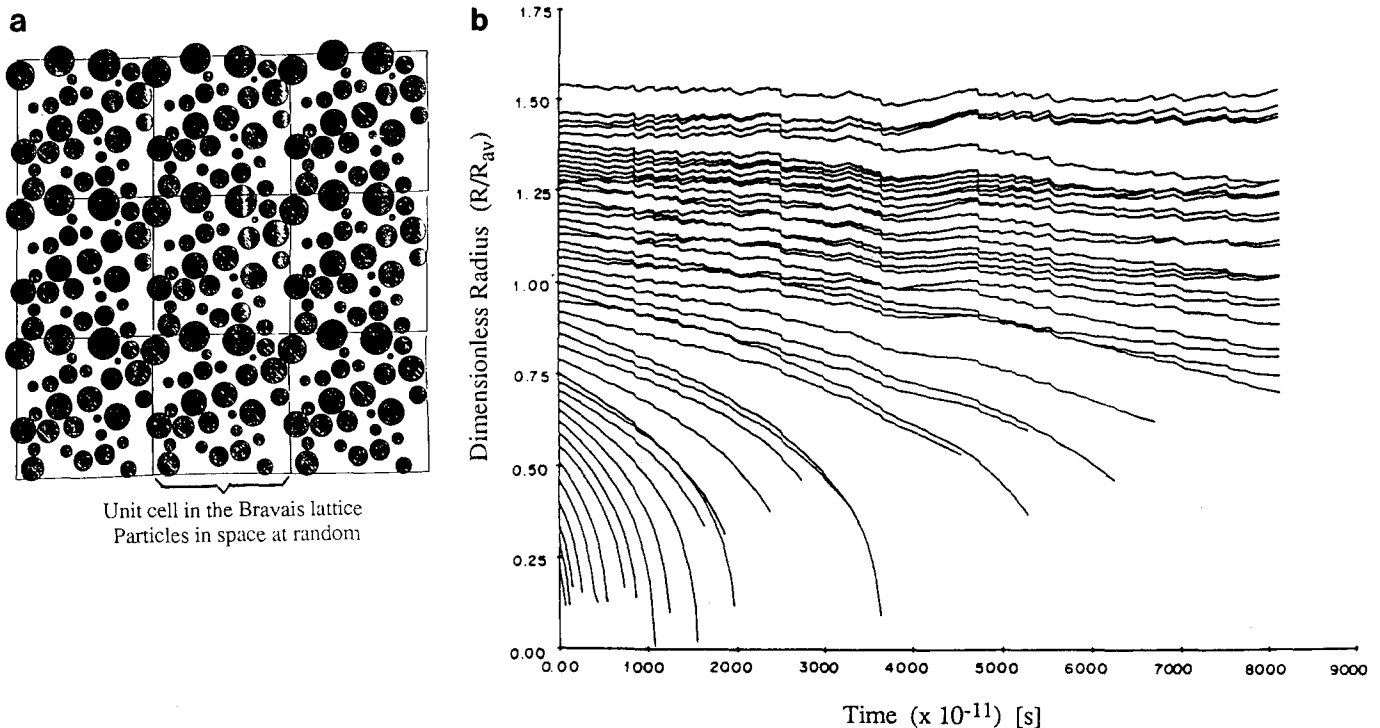 a
Unit cell in the Bravais lattice
Particles in space at random
b
Dimensionless Radius (R/R_av)
1.75
1.50
1.25
1.00
0.75
0.50
0.25
0.00
0.00 1000 2000 3000 4000 5000 6000 7000 8000 9000
Time (x 10^-11) [s]